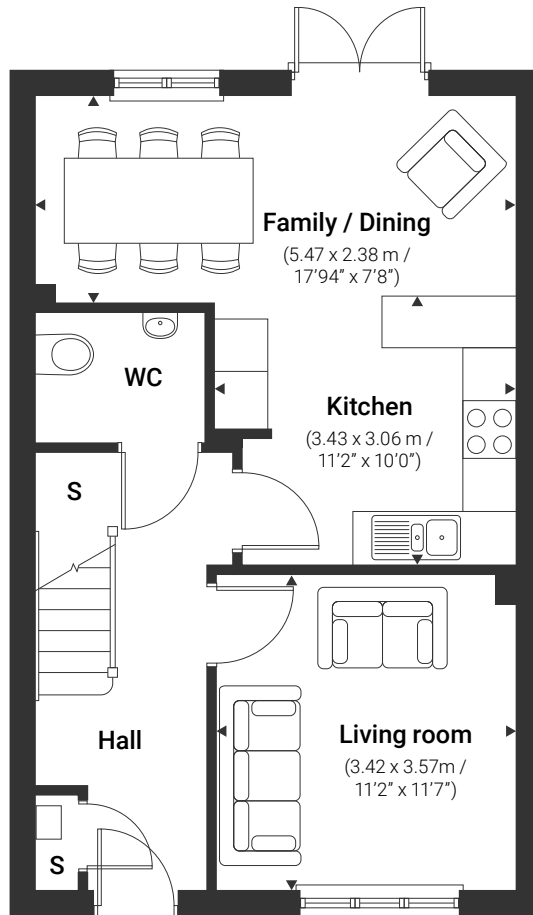 Family / Dining
(5.47 x 2.38 m /
17’94” x 7’8”)
WC
Kitchen
(3.43 x 3.06 m /
11’2” x 10’0”)
S
Hall
Living room
(3.42 x 3.57m /
11’2” x 11’7”)
S